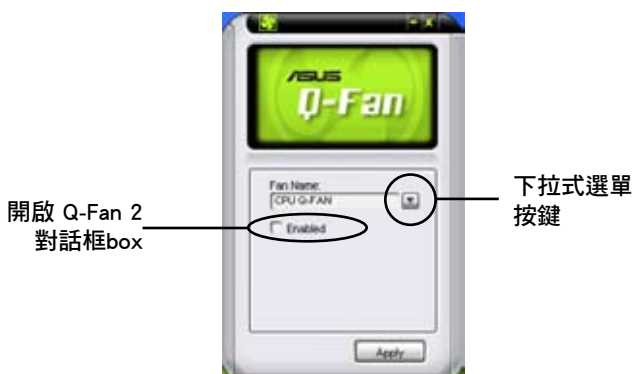 ASUS
Q-Fan
Fan Name:
CPU Q-FAN
Enabled
Apply
開啟 Q-Fan 2
對話框box
下拉式選單
按鍵